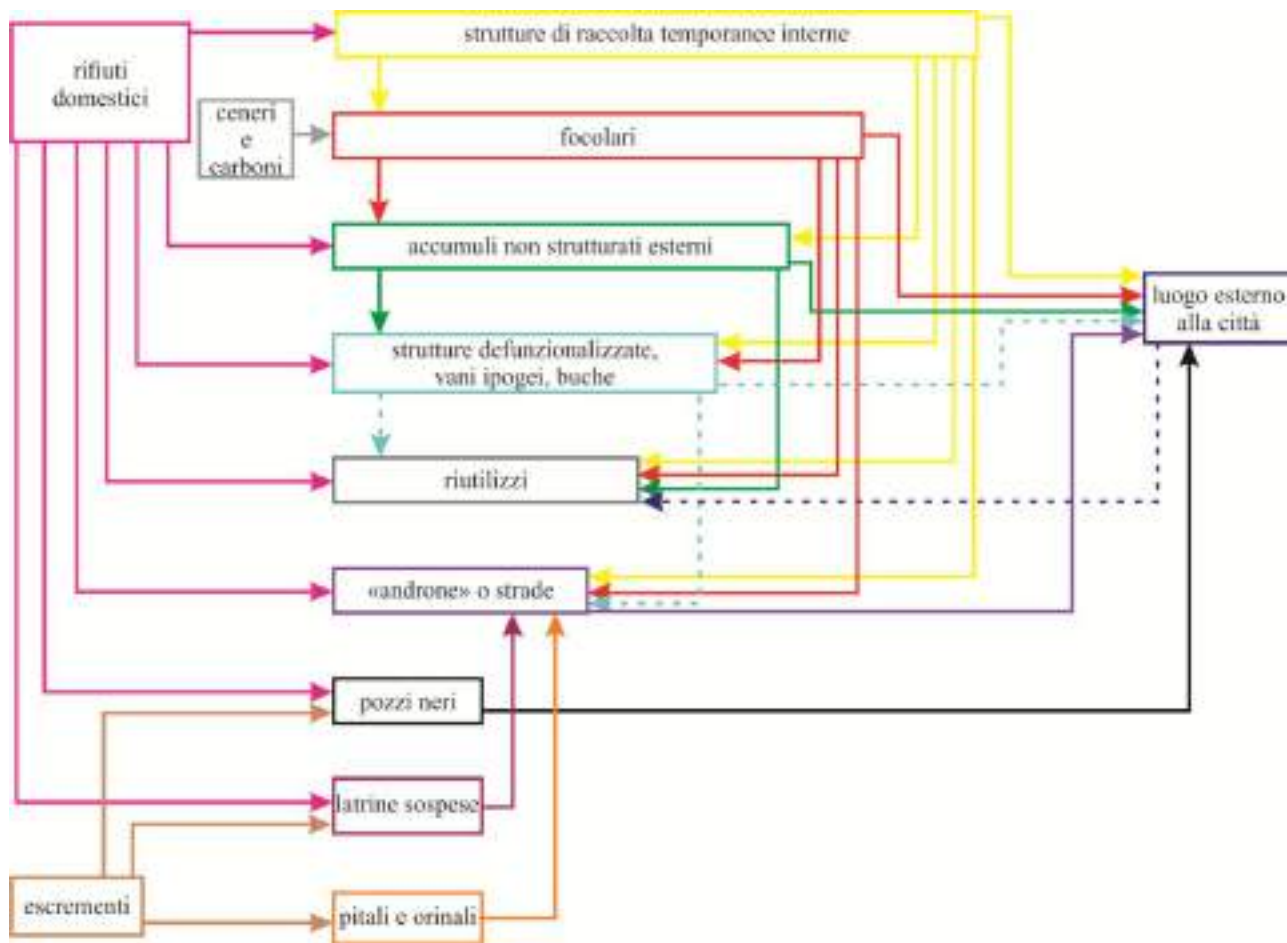 strutture di raccolta temporanee interne
rifiuti
domestici
ceneri
e
carboni
focolari
accumuli non strutturati esterni
luogo esterno
alla città
strutture defunzionalizzate,
vani ipogei, buche
riutilizzi
«androne» o strade
pozzi neri
latrine sospese
escrementi
pitali e orinali